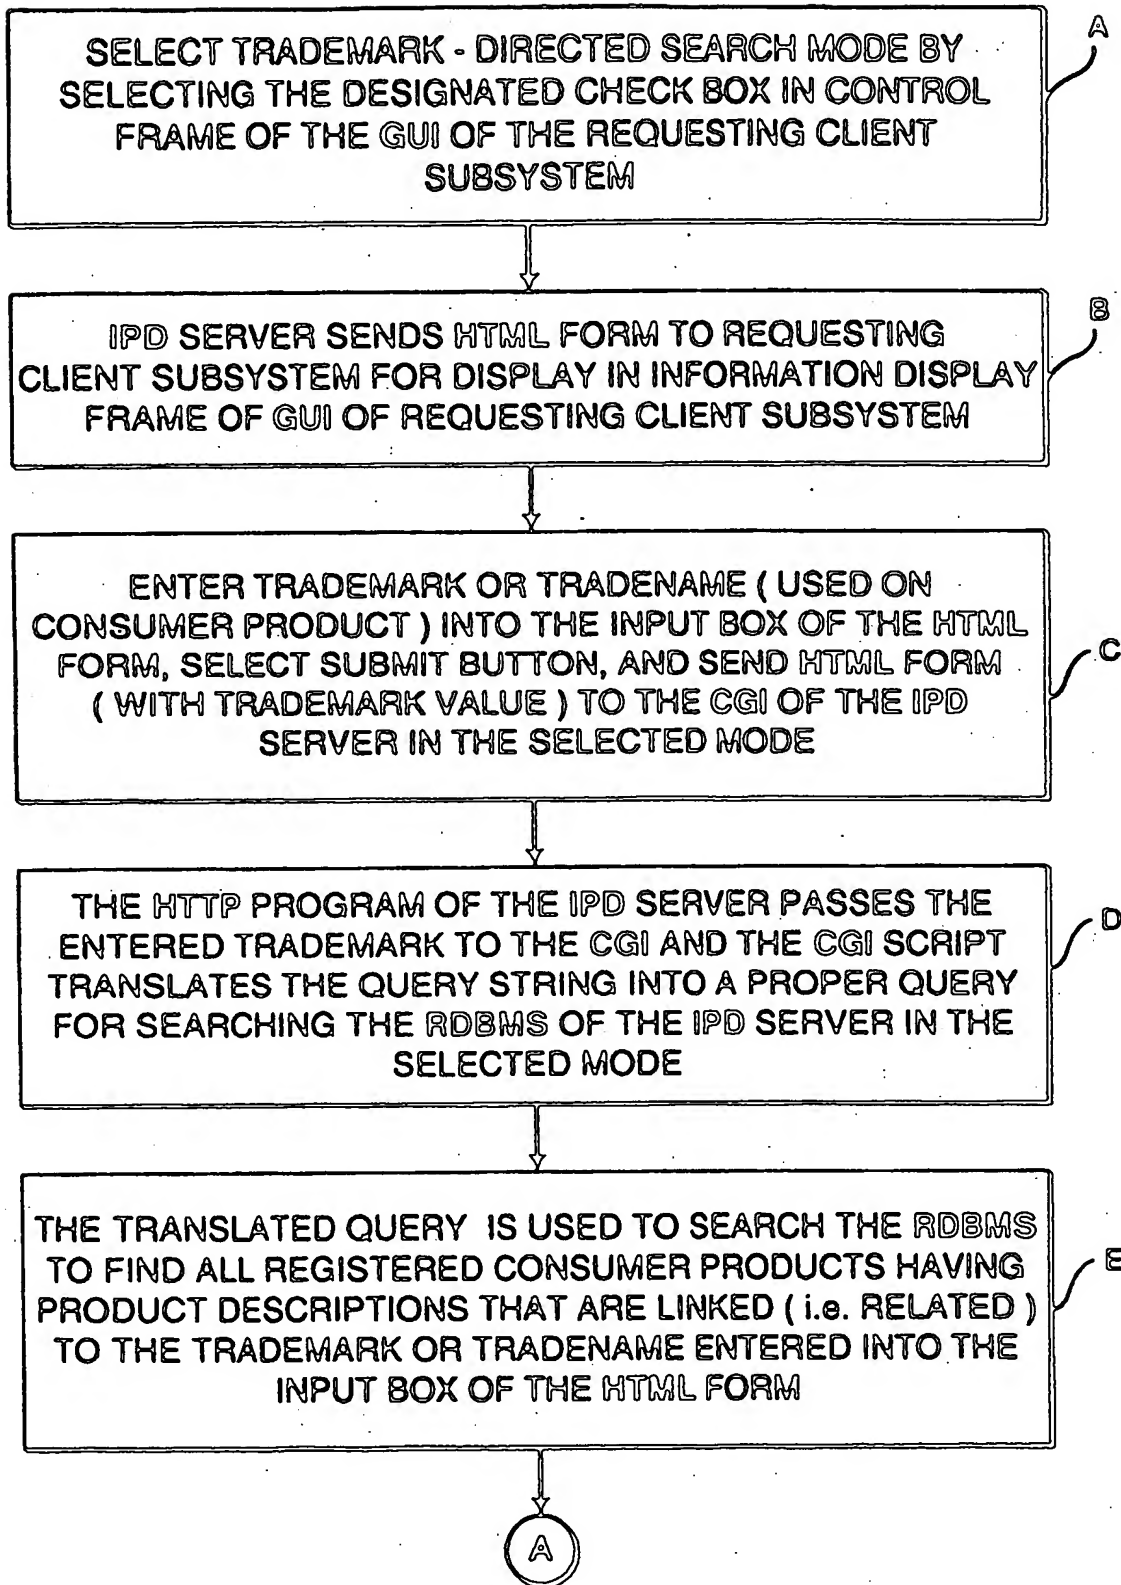 SELECT TRADEMARK - DIRECTED SEARCH MODE BY
SELECTING THE DESIGNATED CHECK BOX IN CONTROL
FRAME OF THE GUI OF THE REQUESTING CLIENT
SUBSYSTEM
A
IPD SERVER SENDS HTML FORM TO REQUESTING
CLIENT SUBSYSTEM FOR DISPLAY IN INFORMATION DISPLAY
FRAME OF GUI OF REQUESTING CLIENT SUBSYSTEM
B
ENTER TRADEMARK OR TRADENAME ( USED ON
CONSUMER PRODUCT ) INTO THE INPUT BOX OF THE HTML
FORM, SELECT SUBMIT BUTTON, AND SEND HTML FORM
( WITH TRADEMARK VALUE ) TO THE CGI OF THE IPD
SERVER IN THE SELECTED MODE
C
THE HTTP PROGRAM OF THE IPD SERVER PASSES THE
ENTERED TRADEMARK TO THE CGI AND THE CGI SCRIPT
TRANSLATES THE QUERY STRING INTO A PROPER QUERY
FOR SEARCHING THE RDBMS OF THE IPD SERVER IN THE
SELECTED MODE
D
THE TRANSLATED QUERY IS USED TO SEARCH THE RDBMS
TO FIND ALL REGISTERED CONSUMER PRODUCTS HAVING
PRODUCT DESCRIPTIONS THAT ARE LINKED ( i.e. RELATED )
TO THE TRADEMARK OR TRADENAME ENTERED INTO THE
INPUT BOX OF THE HTML FORM
E
A